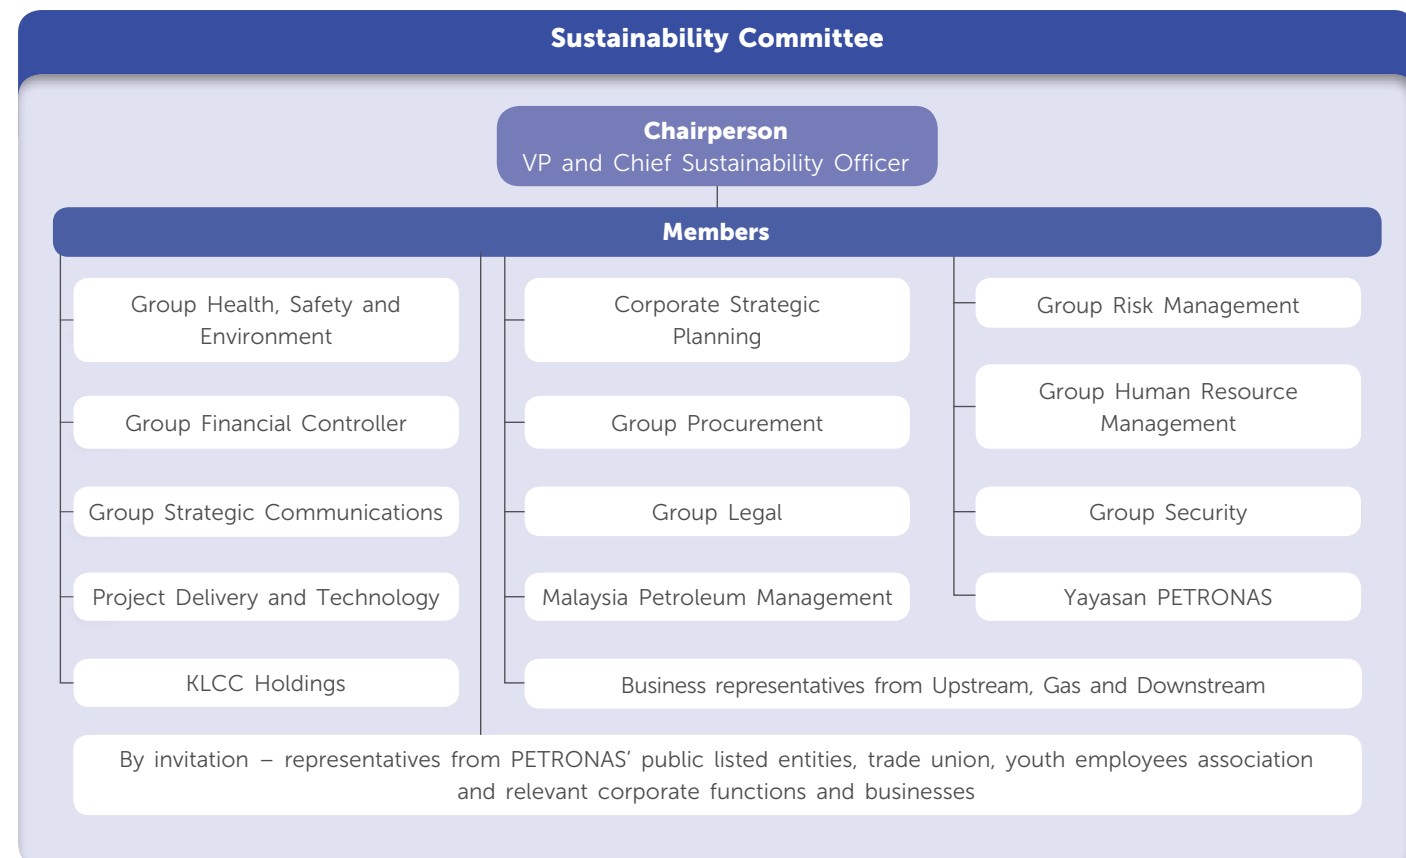 Sustainability Committee
Chairperson
VP and Chief Sustainability Officer
Members
Group Health, Safety and
Environment
Group Financial Controller
Group Strategic Communications
Project Delivery and Technology
KLCC Holdings
Corporate Strategic
Planning
Group Procurement
Group Legal
Malaysia Petroleum Management
Business representatives from Upstream, Gas and Downstream
Group Risk Management
Group Human Resource
Management
Group Security
Yayasan PETRONAS
By invitation – representatives from PETRONAS’ public listed entities, trade union, youth employees association
and relevant corporate functions and businesses